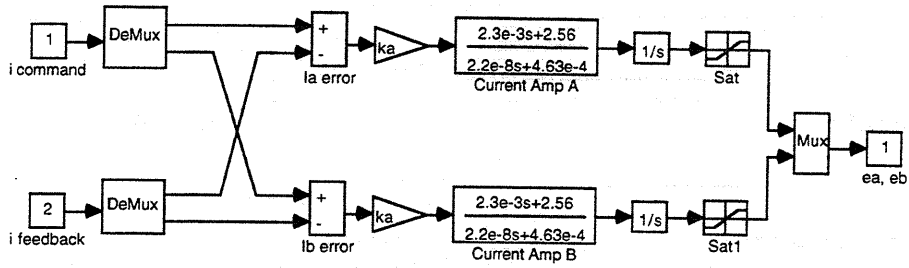 1
i command
DeMux
+
-
Ia error
ka
2.3e-3s+2.56
2.2e-8s+4.63e-4
Current Amp A
1/s
Sat
Mux
1
ea, eb
2
i feedback
DeMux
+
-
Ib error
ka
2.3e-3s+2.56
2.2e-8s+4.63e-4
Current Amp B
1/s
Sat1